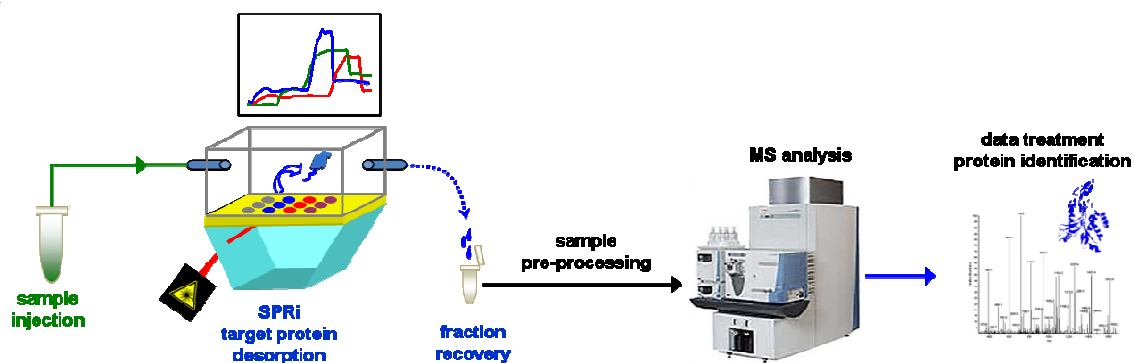 sample
injection
SPRi
target protein
desorption
fraction
recovery
sample
pre-processing
MS analysis
data treatment
protein identification